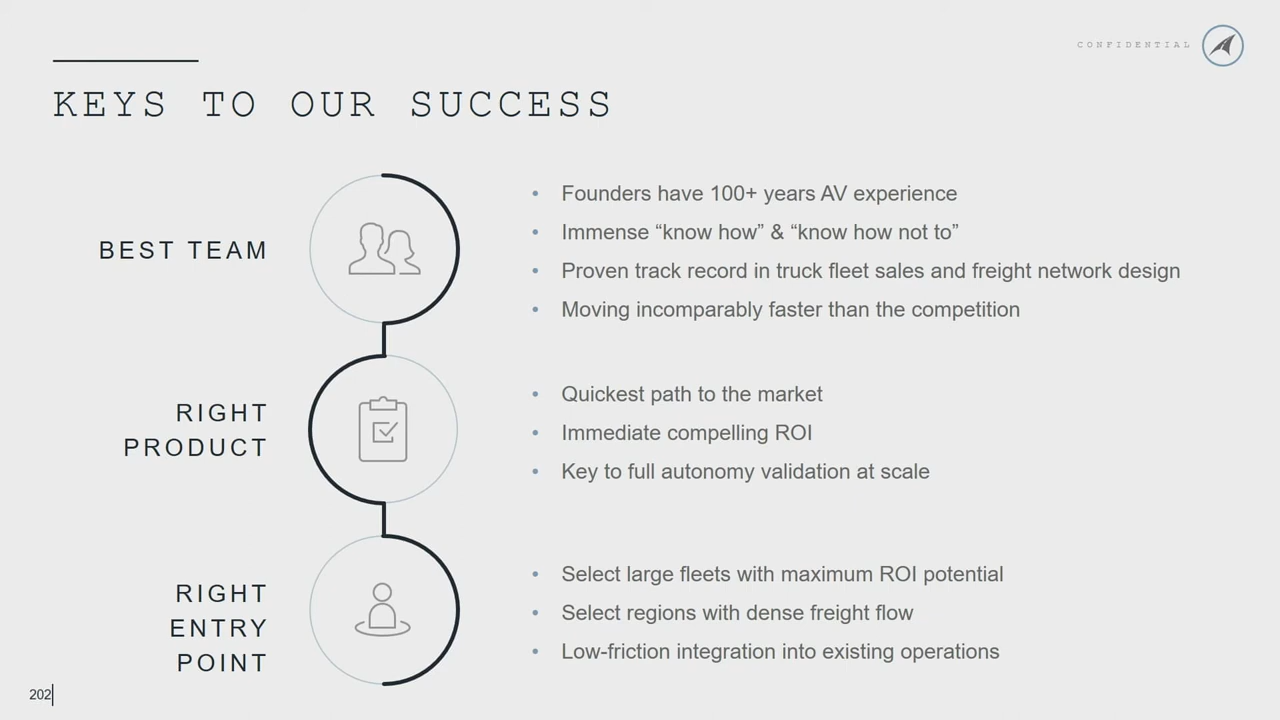 CONFIDENTIAL
KEYS TO OUR SUCCESS
BEST TEAM
• Founders have 100+ years AV experience
• Immense “know how” & “know how not to”
• Proven track record in truck fleet sales and freight network design
• Moving incomparably faster than the competition
RIGHT
PRODUCT
• Quickest path to the market
• Immediate compelling ROI
• Key to full autonomy validation at scale
RIGHT
ENTRY
POINT
• Select large fleets with maximum ROI potential
• Select regions with dense freight flow
• Low-friction integration into existing operations
202